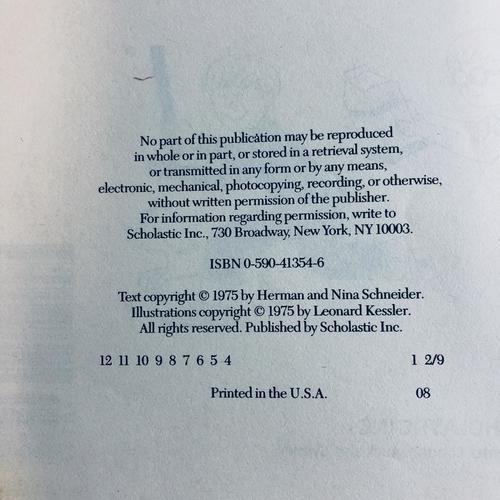 No part of this publication may be reproduced
in whole or in part, or stored in a retrieval system,
or transmitted in any form or by any means,
electronic, mechanical, photocopying, recording, or otherwise,
without written permission of the publisher.
For information regarding permission, write to
Scholastic Inc., 730 Broadway, New York, NY 10003.
ISBN 0-590-41354-6
Text copyright © 1975 by Herman and Nina Schneider.
Illustrations copyright © 1975 by Leonard Kessler.
All rights reserved. Published by Scholastic Inc.
12 11 10 9 8 7 6 5 4 1 2/9
Printed in the U.S.A. 08